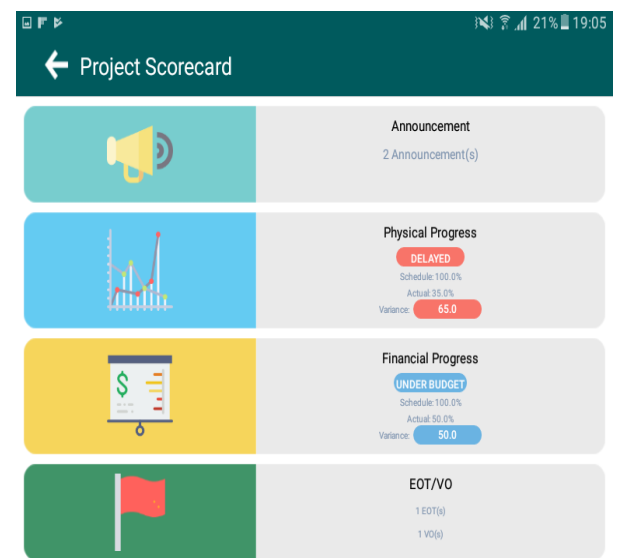 21% 19:05
Project Scorecard
Announcement
2 Announcement(s)
Physical Progress
DELAYED
Schedule: 100.0%
Actual: 35.0%
Variance: 65.0
Financial Progress
UNDER BUDGET
Schedule: 100.0%
Actual: 50.0%
Variance: 50.0
EOT/VO
1 EOT(s)
1 VO(s)